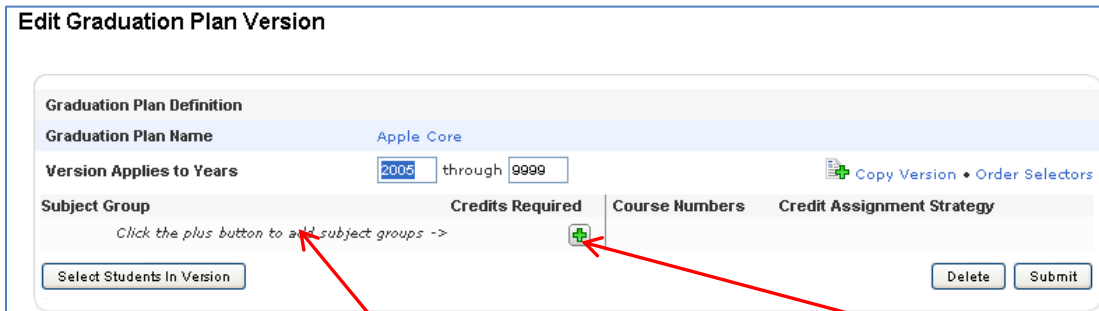 Edit Graduation Plan Version
Graduation Plan Definition
Graduation Plan Name Apple Core
Version Applies to Years 2005 through 9999 Copy Version • Order Selectors
Subject Group Credits Required Course Numbers Credit Assignment Strategy
Click the plus button to add subject groups ->
Select Students In Version Delete Submit